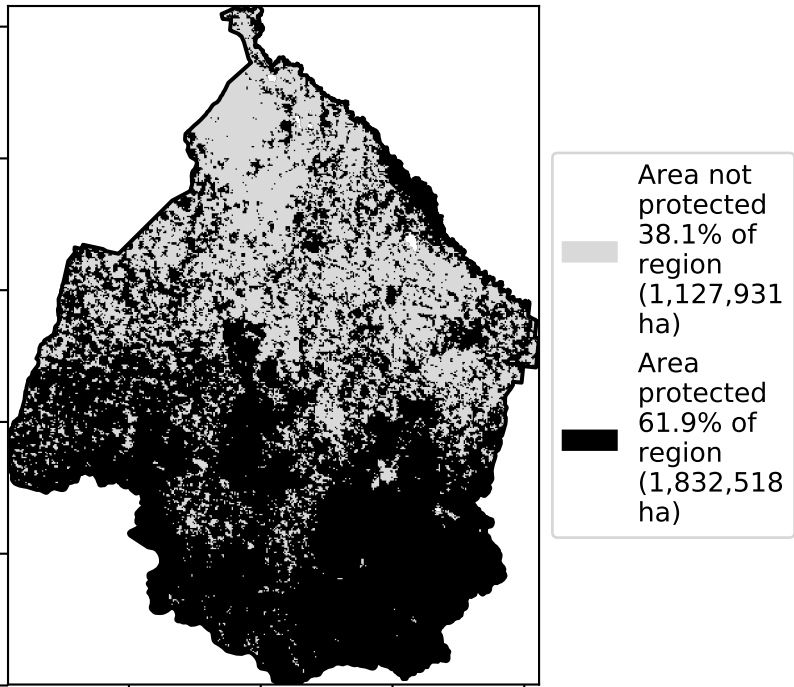 Area not
protected
38.1% of
region
(1,127,931
ha)
Area
protected
61.9% of
region
(1,832,518
ha)